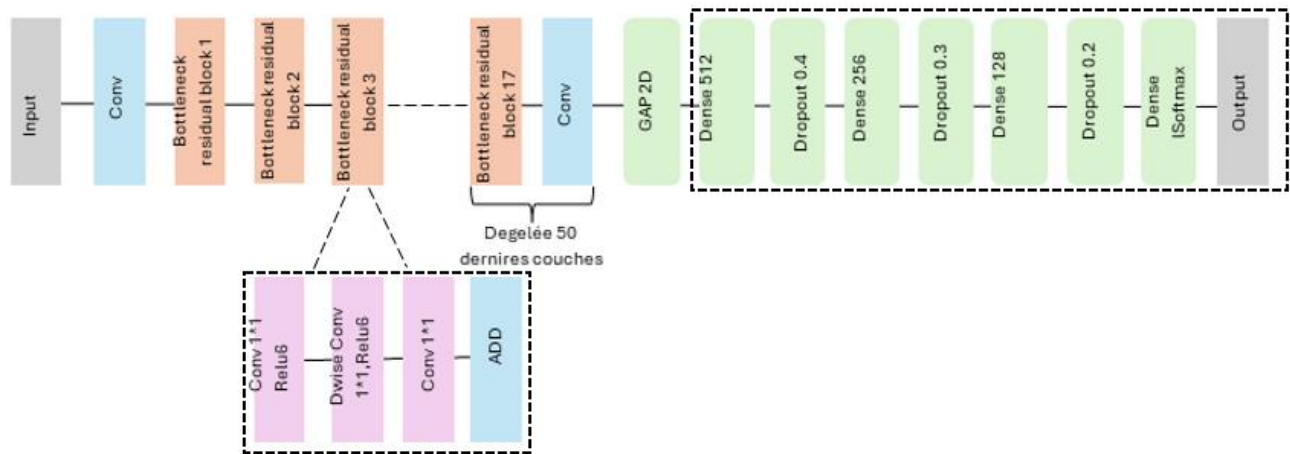 Input
Conv
Bottleneck
residual block 1
Bottleneck residual
block 2
Bottleneck residual
block 3
Bottleneck residual
block 17
Conv
GAP 2D
Dense 512
Dropout 0.4
Dense 256
Dropout 0.3
Dense 128
Dropout 0.2
Dense
lSoftmax
Output
Degelée 50
dernires couches
Conv 1*1
Relu6
Dwise Conv
1*1,Relu6
Conv 1*1
ADD